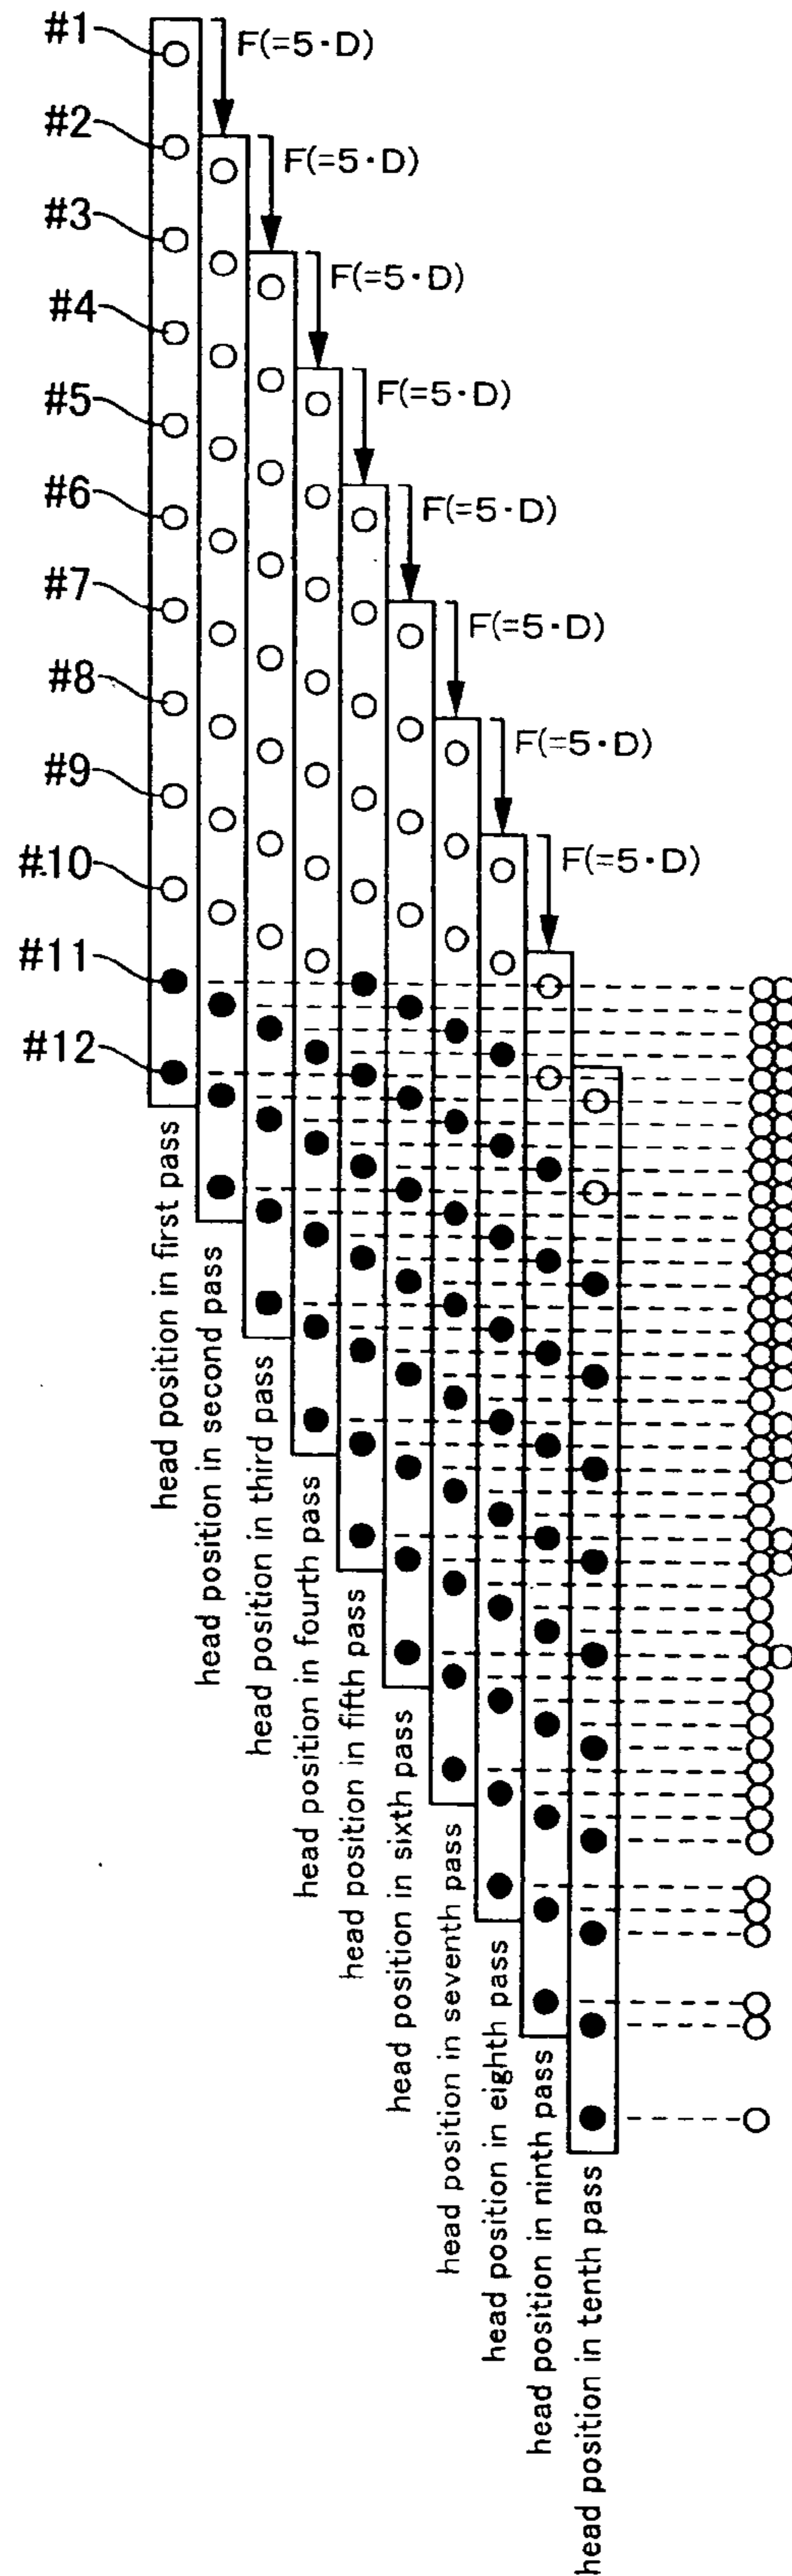 #1
F(=5·D)
#2
F(=5·D)
#3
F(=5·D)
#4
F(=5·D)
#5
#6
F(=5·D)
#7
F(=5·D)
#8
F(=5·D)
#9
F(=5·D)
#10
#11
#12
head position in first pass
head position in second pass
head position in third pass
head position in fourth pass
head position in fifth pass
head position in sixth pass
head position in seventh pass
head position in eighth pass
head position in ninth pass
head position in tenth pass